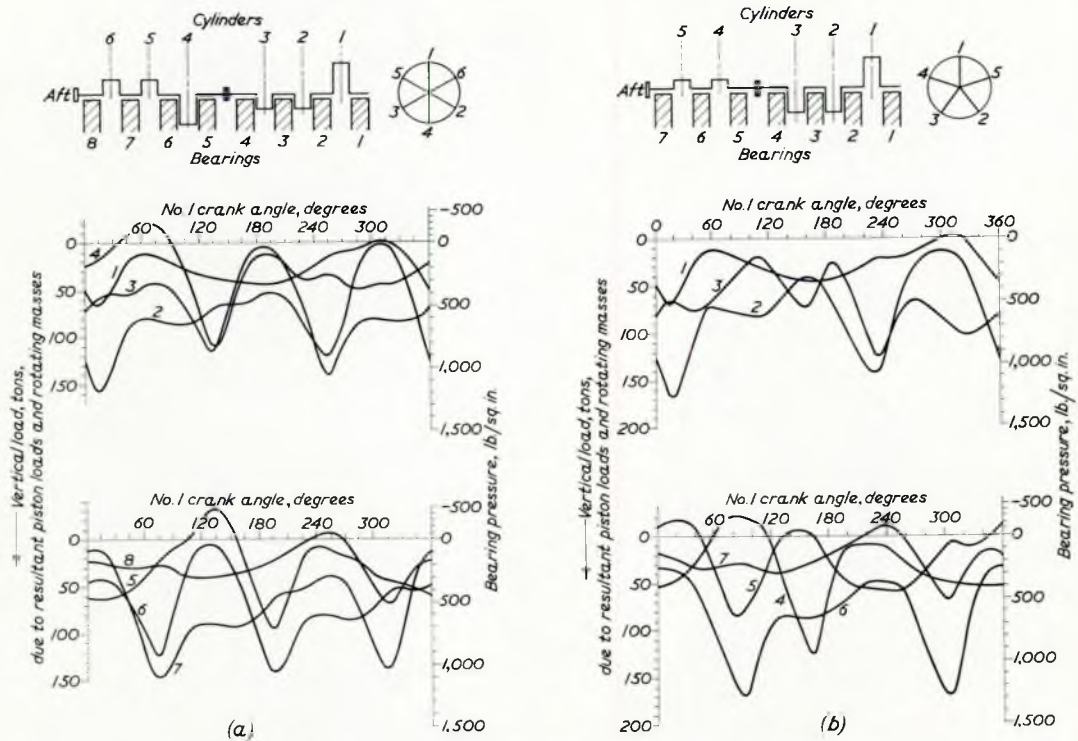 Cylinders
6 5 4 3 2 1
Aft
8 7 6 5 4 3 2 1
Bearings
1 6 2 4 3 5
No. 1 crank angle, degrees
60 120 180 240 300
0 50 100 150
-500 0 500 1,000 1,500
4 1 3 2
Vertical load, tons,
due to resultant piston loads and rotating masses
Bearing pressure, lb/sq. in.
No. 1 crank angle, degrees
60 120 180 240 300
0 50 100 150
-500 0 500 1,000 1,500
8 5 6 7
(a)
Cylinders
5 4 3 2 1
Aft
7 6 5 4 3 2 1
Bearings
1 5 2 3 4
No. 1 crank angle, degrees
0 60 120 180 240 300 360
0 50 100 150 200
-500 0 500 1,000 1,500
1 3 2
Vertical load, tons,
due to resultant piston loads and rotating masses
Bearing pressure, lb/sq. in.
No. 1 crank angle, degrees
60 120 180 240 300
0 50 100 150 200
-500 0 500 1,000 1,500
7 5 4 6
(b)